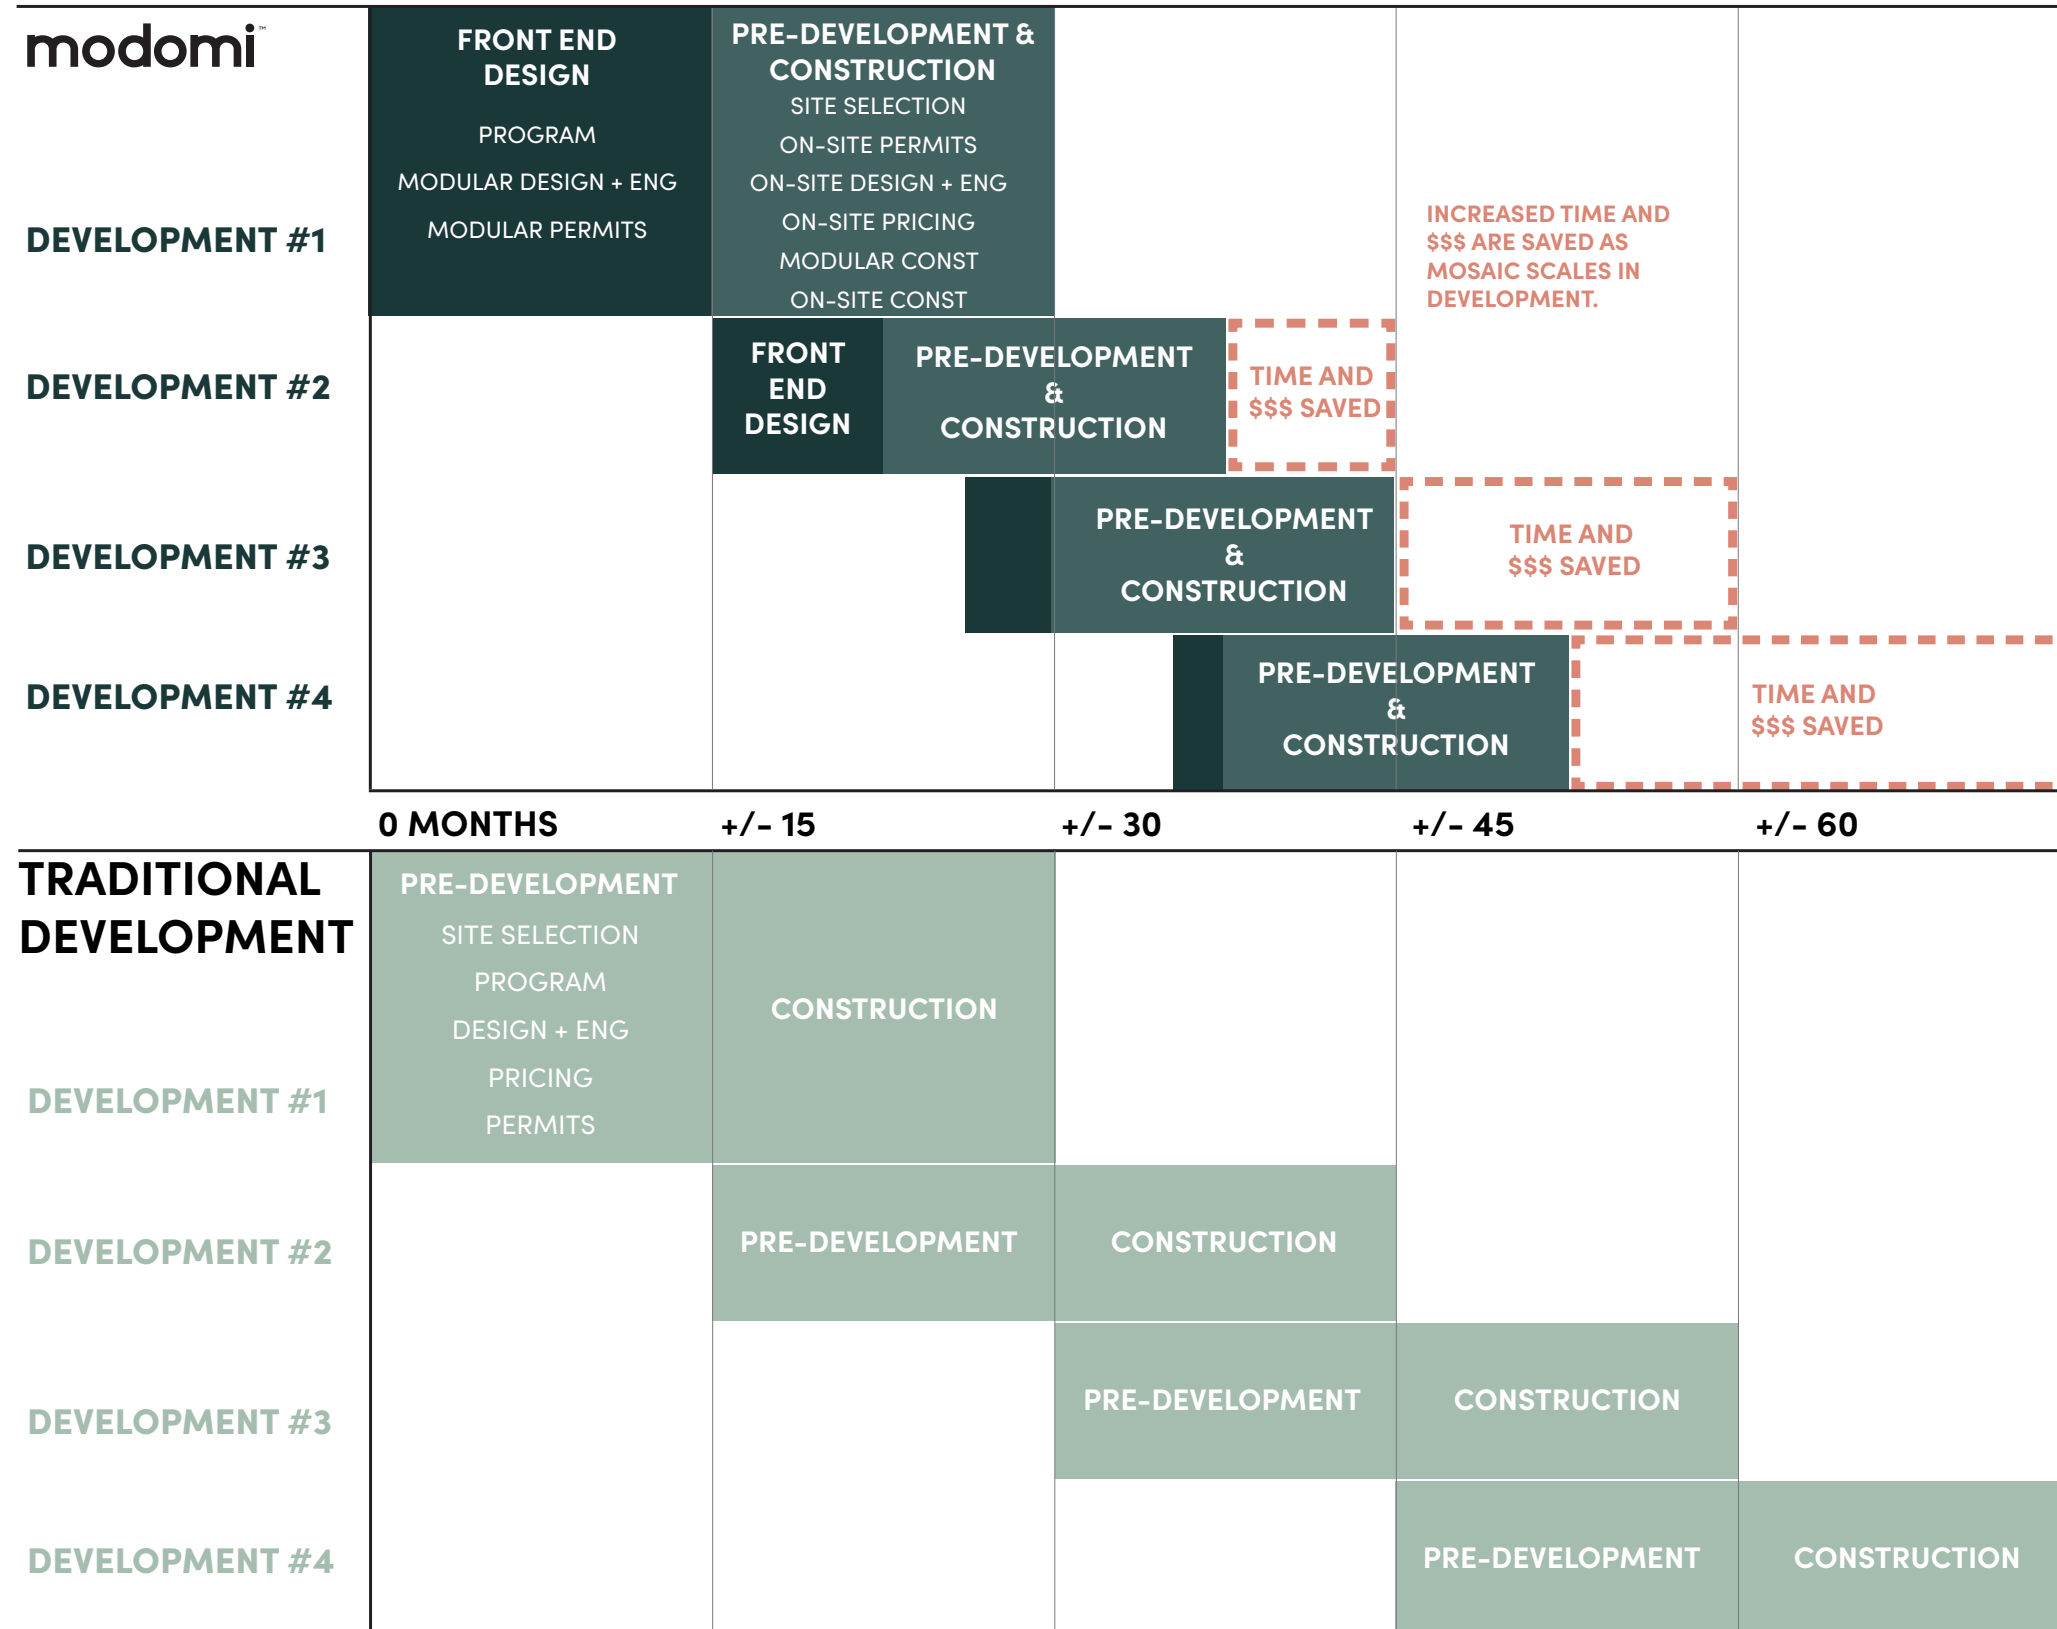 modomi™
FRONT END
DESIGN
PROGRAM
MODULAR DESIGN + ENG
MODULAR PERMITS
PRE-DEVELOPMENT &
CONSTRUCTION
SITE SELECTION
ON-SITE PERMITS
ON-SITE DESIGN + ENG
ON-SITE PRICING
MODULAR CONST
ON-SITE CONST
DEVELOPMENT #1
INCREASED TIME AND
$$$ ARE SAVED AS
MOSAIC SCALES IN
DEVELOPMENT.
DEVELOPMENT #2
FRONT
END
DESIGN
PRE-DEVELOPMENT
&
CONSTRUCTION
TIME AND
$$$ SAVED
DEVELOPMENT #3
PRE-DEVELOPMENT
&
CONSTRUCTION
TIME AND
$$$ SAVED
DEVELOPMENT #4
PRE-DEVELOPMENT
&
CONSTRUCTION
TIME AND
$$$ SAVED
0 MONTHS
+/- 15
+/- 30
+/- 45
+/- 60
TRADITIONAL
DEVELOPMENT
PRE-DEVELOPMENT
SITE SELECTION
PROGRAM
DESIGN + ENG
PRICING
PERMITS
CONSTRUCTION
DEVELOPMENT #1
DEVELOPMENT #2
PRE-DEVELOPMENT
CONSTRUCTION
DEVELOPMENT #3
PRE-DEVELOPMENT
CONSTRUCTION
DEVELOPMENT #4
PRE-DEVELOPMENT
CONSTRUCTION